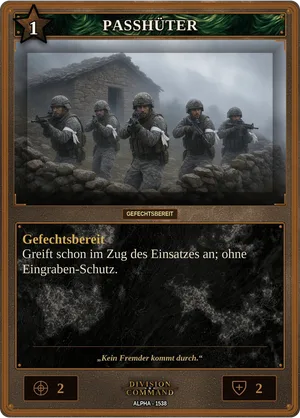 1
PASSHÜTER
GEFECHTSBEREIT
Gefechtsbereit
Greift schon im Zug des Einsatzes an; ohne
Eingraben-Schutz.
„Kein Fremder kommt durch."
2
DIVISION
COMMAND
ALPHA - 1538
2